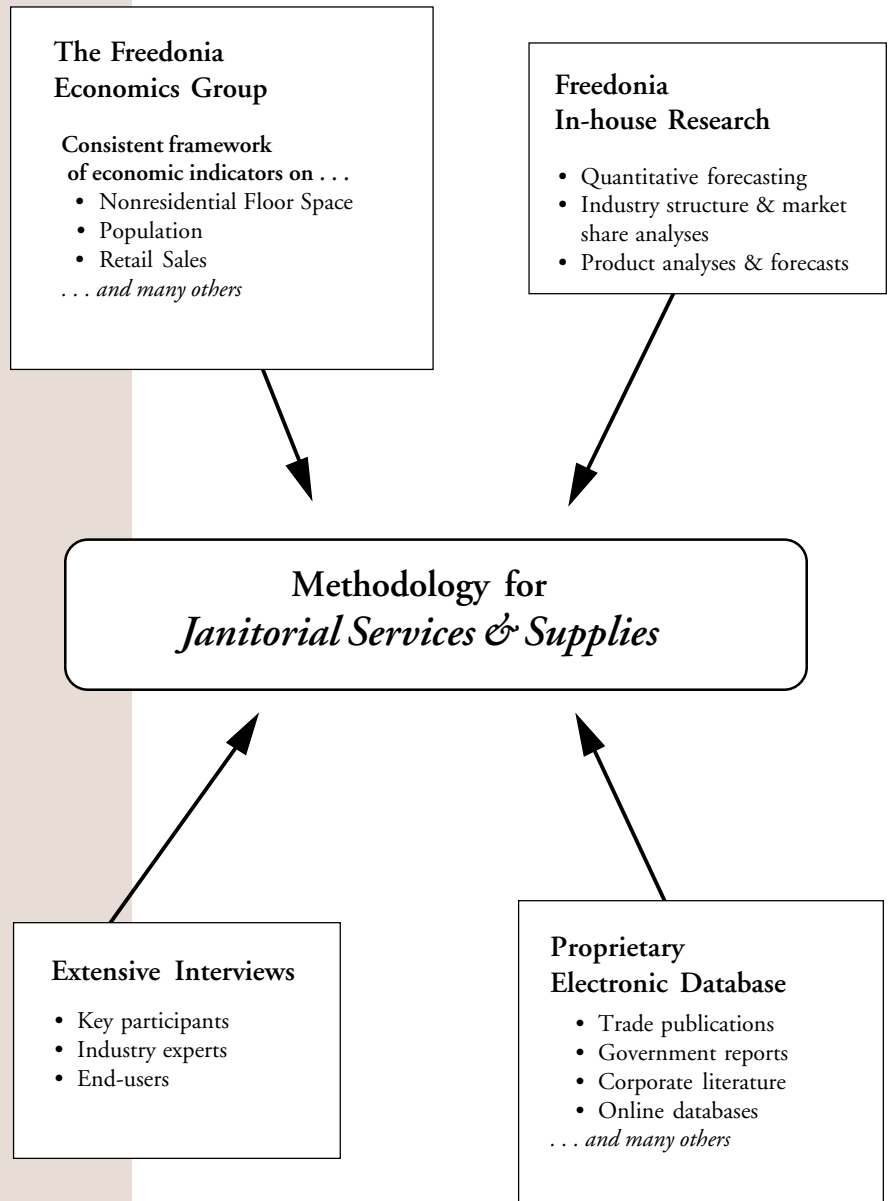 The Freedonia
Economics Group
Consistent framework
of economic indicators on . . .
• Nonresidential Floor Space
• Population
• Retail Sales
. . . and many others
Freedonia
In-house Research
• Quantitative forecasting
• Industry structure & market
share analyses
• Product analyses & forecasts
Methodology for
Janitorial Services & Supplies
Extensive Interviews
• Key participants
• Industry experts
• End-users
Proprietary
Electronic Database
• Trade publications
• Government reports
• Corporate literature
• Online databases
. . . and many others